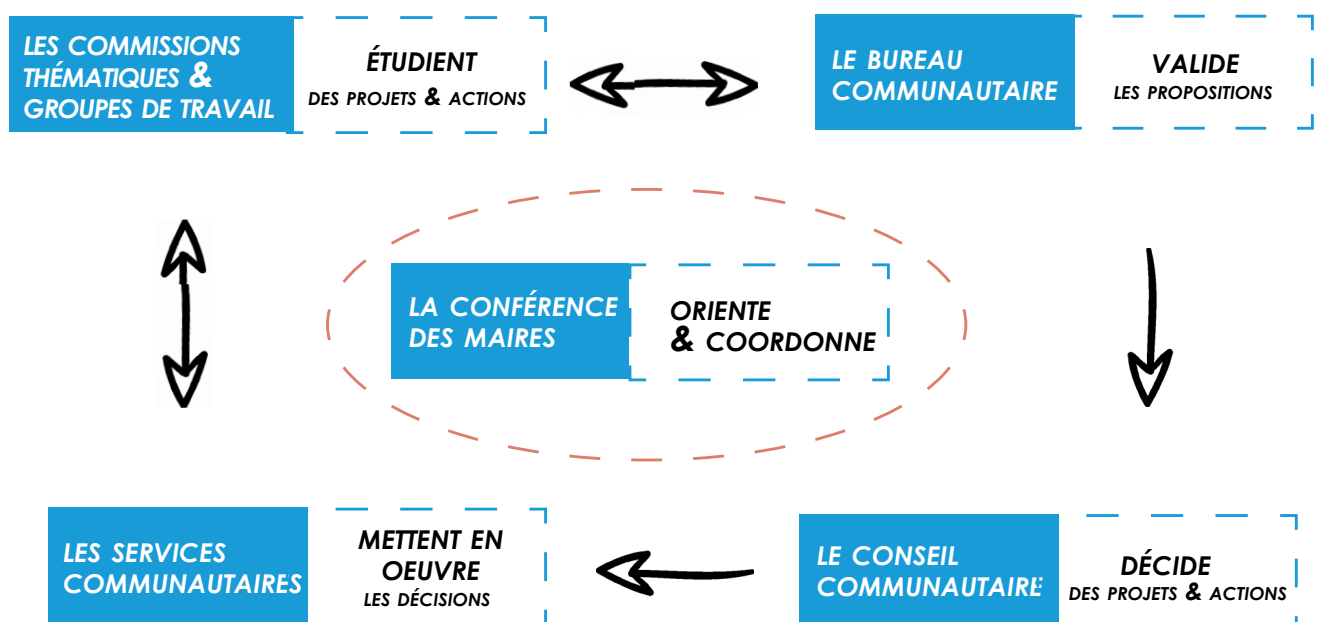 LES COMMISSIONS
THÉMATIQUES &
GROUPES DE TRAVAIL
ÉTUDIENT
DES PROJETS & ACTIONS
LE BUREAU
COMMUNAUTAIRE
VALIDE
LES PROPOSITIONS
LA CONFÉRENCE
DES MAIRES
ORIENTE
& COORDONNE
LES SERVICES
COMMUNAUTAIRES
METTENT EN
OEUVRE
LES DÉCISIONS
LE CONSEIL
COMMUNAUTAIRE
DÉCIDE
DES PROJETS & ACTIONS